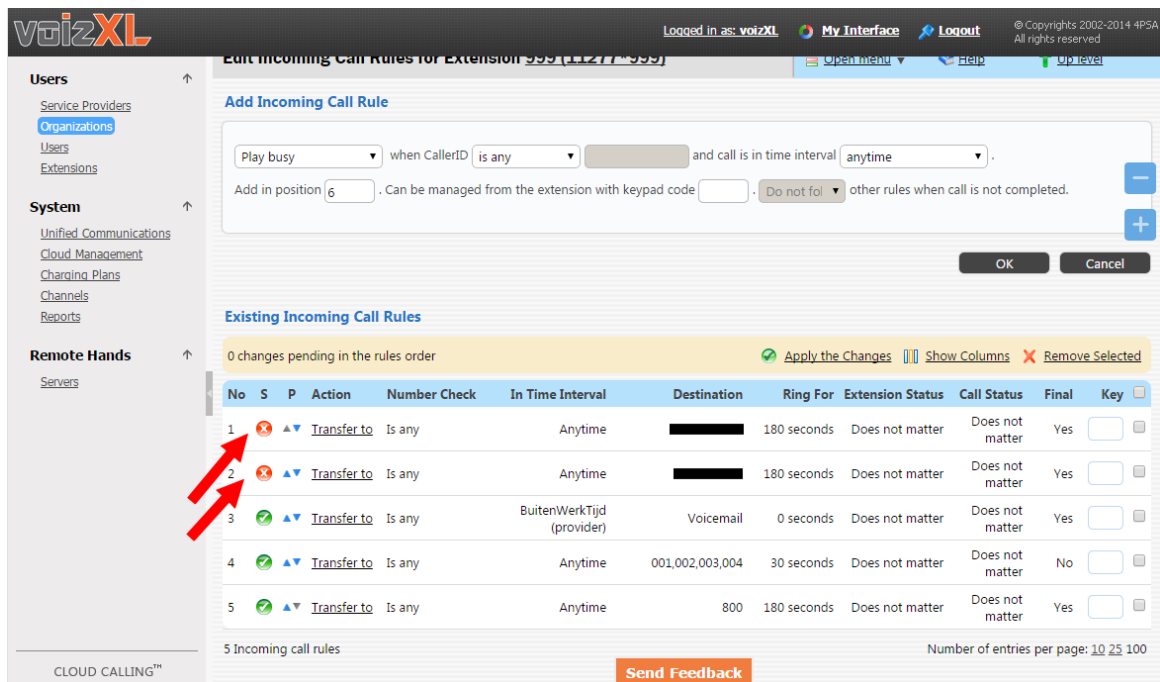 voizXL
Logged in as: voizXL My Interface Logout
© Copyrights 2002-2014 4PSA
All rights reserved
Edit Incoming Call Rules for Extension 999 (11277*999) Open menu Help Up level
Users
Service Providers
Organizations
Users
Extensions
System
Unified Communications
Cloud Management
Charging Plans
Channels
Reports
Remote Hands
Servers
CLOUD CALLING™
Add Incoming Call Rule
Play busy when CallerID is any and call is in time interval anytime .
Add in position 6 . Can be managed from the extension with keypad code . Do not fol other rules when call is not completed.
OK Cancel
Existing Incoming Call Rules
0 changes pending in the rules order Apply the Changes Show Columns Remove Selected
No S P Action Number Check In Time Interval Destination Ring For Extension Status Call Status Final Key
1 Transfer to Is any Anytime 180 seconds Does not matter Does not matter Yes
2 Transfer to Is any Anytime 180 seconds Does not matter Does not matter Yes
3 Transfer to Is any BuitenWerkTijd (provider) Voicemail 0 seconds Does not matter Does not matter Yes
4 Transfer to Is any Anytime 001,002,003,004 30 seconds Does not matter Does not matter No
5 Transfer to Is any Anytime 800 180 seconds Does not matter Does not matter Yes
5 Incoming call rules Number of entries per page: 10 25 100
Send Feedback